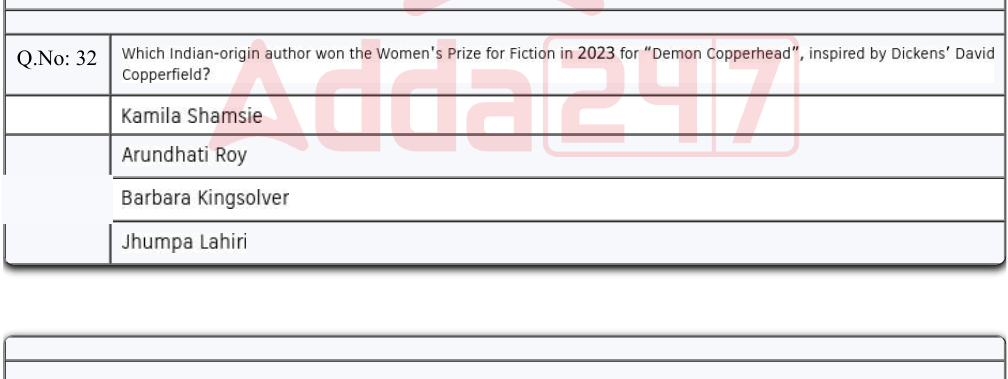 Q.No: 32
Which Indian-origin author won the Women's Prize for Fiction in 2023 for “Demon Copperhead”, inspired by Dickens’ David
Copperfield?
Kamila Shamsie
Arundhati Roy
Barbara Kingsolver
Jhumpa Lahiri
Adda247